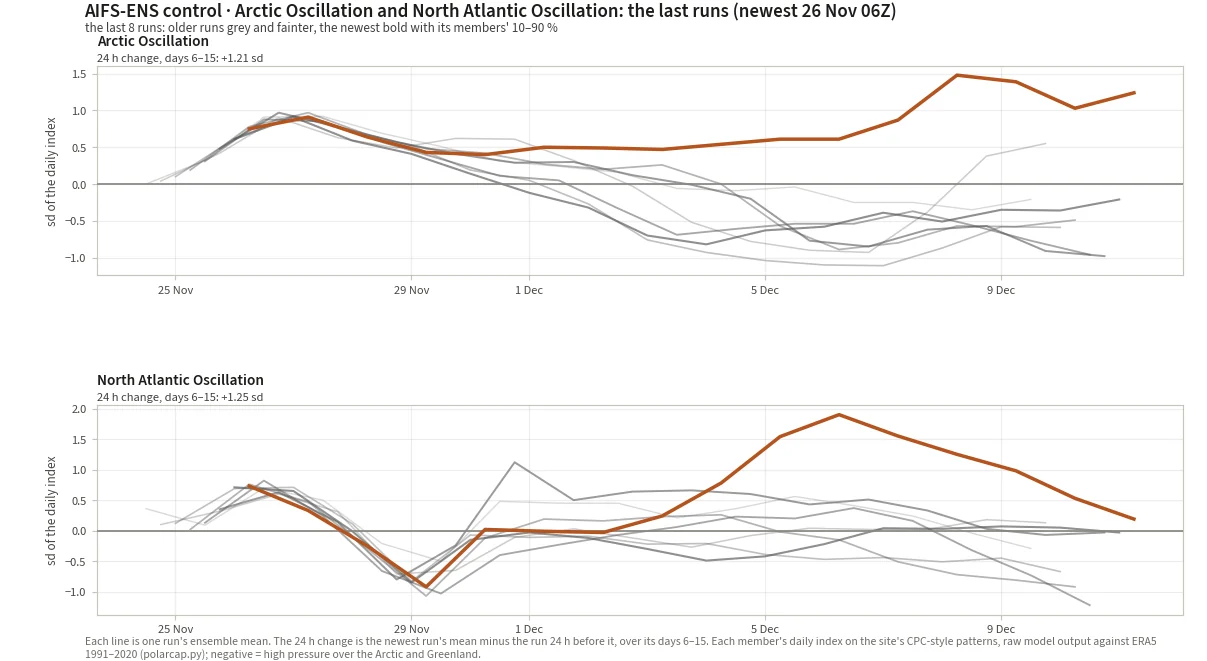 AIFS-ENS control · Arctic Oscillation and North Atlantic Oscillation: the last runs (newest 26 Nov 06Z)
the last 8 runs: older runs grey and fainter, the newest bold with its members' 10–90 %
Arctic Oscillation
24 h change, days 6–15: +1.21 sd
1.5
1.0
0.5
0.0
−0.5
−1.0
sd of the daily index
25 Nov
29 Nov
1 Dec
5 Dec
9 Dec
North Atlantic Oscillation
24 h change, days 6–15: +1.25 sd
2.0
1.5
1.0
0.5
0.0
−0.5
−1.0
sd of the daily index
25 Nov
29 Nov
1 Dec
5 Dec
9 Dec
Each line is one run's ensemble mean. The 24 h change is the newest run's mean minus the run 24 h before it, over its days 6–15. Each member's daily index on the site's CPC-style patterns, raw model output against ERA5
1991–2020 (polarcap.py); negative = high pressure over the Arctic and Greenland.